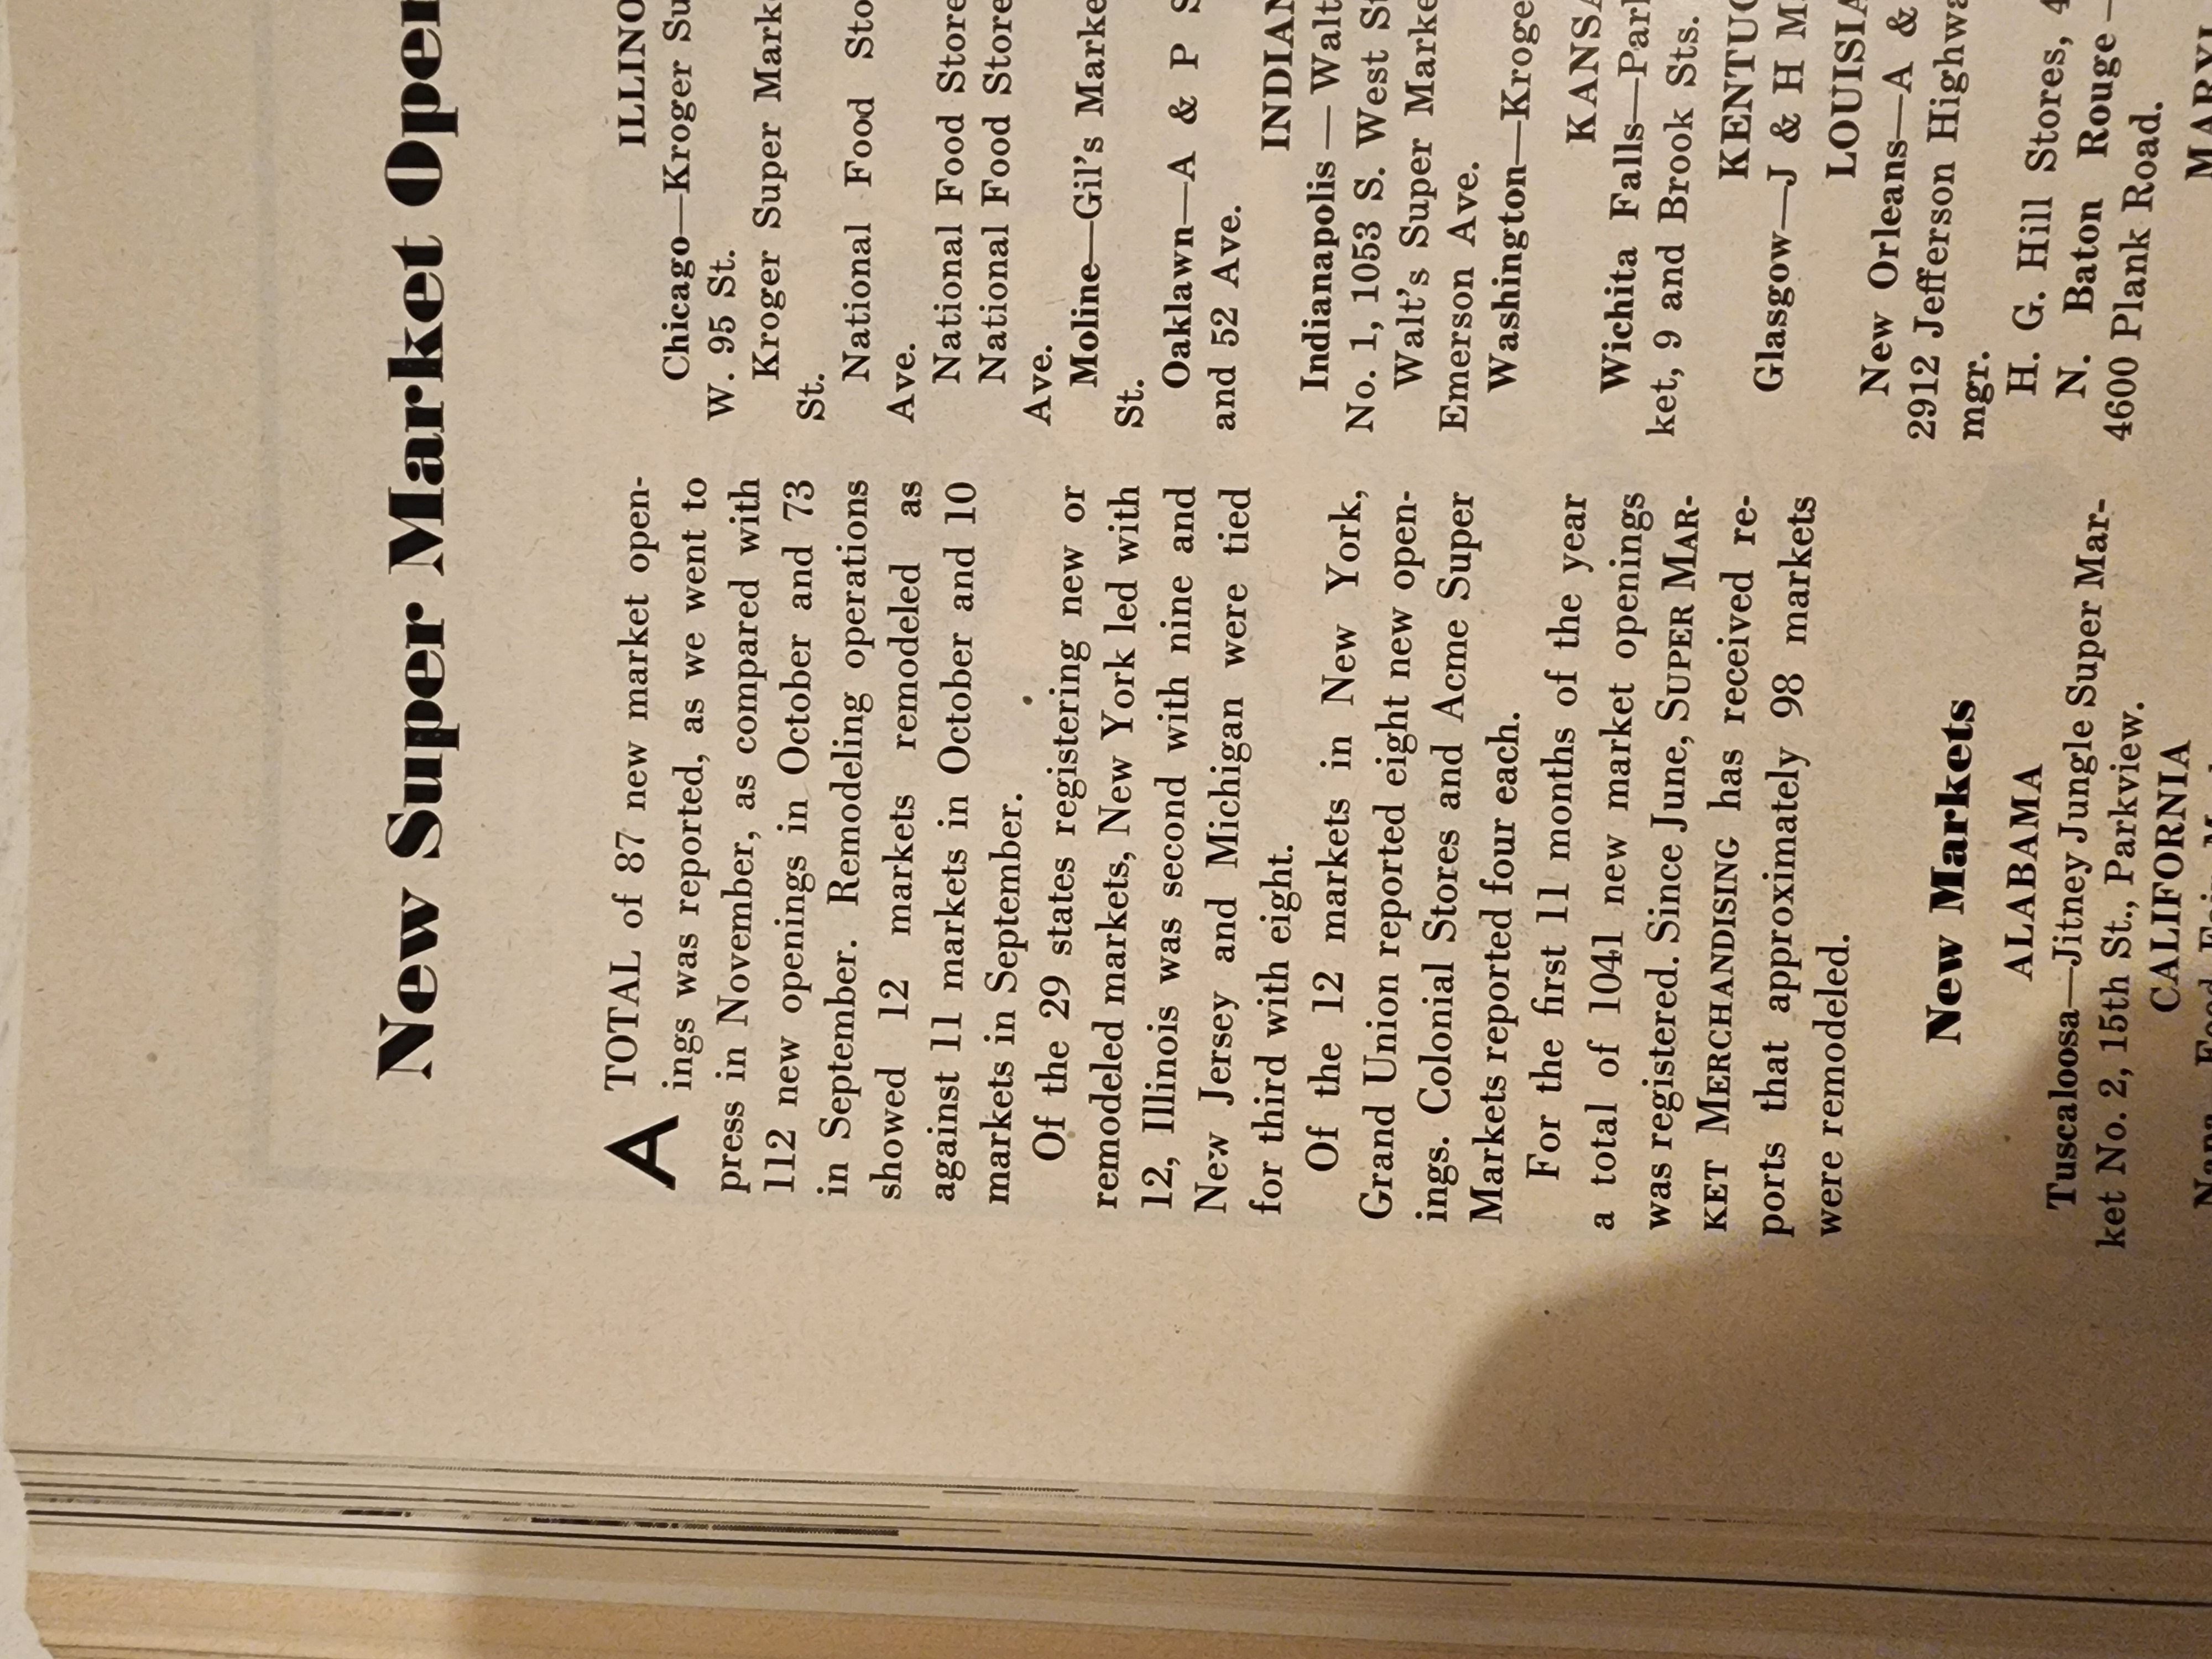 New Super Market Oper
A TOTAL of 87 new market open-
ings was reported, as we went to
press in November, as compared with
112 new openings in October and 73
in September. Remodeling operations
showed 12 markets remodeled as
against 11 markets in October and 10
markets in September.
Of the 29 states registering new or
remodeled markets, New York led with
12, Illinois was second with nine and
New Jersey and Michigan were tied
for third with eight.
Of the 12 markets in New York,
Grand Union reported eight new open-
ings. Colonial Stores and Acme Super
Markets reported four each.
For the first 11 months of the year
a total of 1041 new market openings
was registered. Since June, SUPER MAR-
KET MERCHANDISING has received re-
ports that approximately 98 markets
were remodeled.
New Markets
ALABAMA
Tuscaloosa—Jitney Jungle Super Mar-
ket No. 2, 15th St., Parkview.
CALIFORNIA
ILLINO
Chicago—Kroger Su
W. 95 St.
Kroger Super Mark
St.
National Food Sto
Ave.
National Food Store
National Food Store
Ave.
Moline—Gil's Marke
St.
Oaklawn—A & P S
and 52 Ave.
INDIAN
Indianapolis — Walt
No. 1, 1053 S. West St
Walt's Super Marke
Emerson Ave.
Washington—Kroge
KANSA
Wichita Falls—Parl
ket, 9 and Brook Sts.
KENTUC
Glasgow—J & H M
LOUISIA
New Orleans—A &
2912 Jefferson Highwa
mgr.
H. G. Hill Stores, 4
N. Baton Rouge —
4600 Plank Road.
MARYL